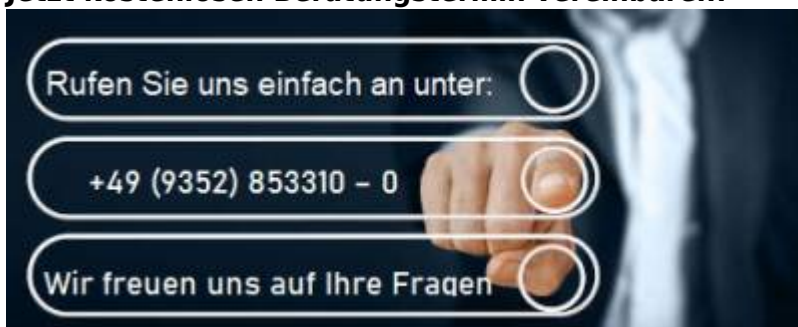 Rufen Sie uns einfach an unter:
+49 (9352) 853310 – 0
Wir freuen uns auf Ihre Fragen